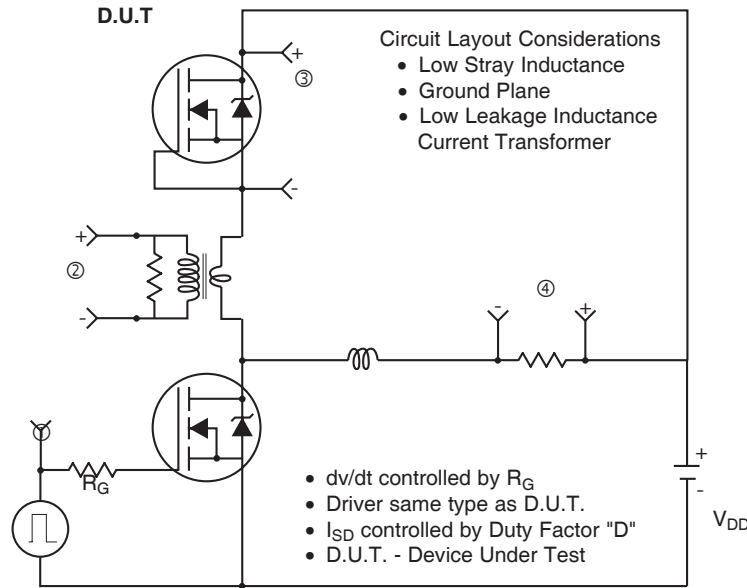 D.U.T
+
③
-
Circuit Layout Considerations
• Low Stray Inductance
• Ground Plane
• Low Leakage Inductance
Current Transformer
+
②
-
④
- +
①
R_G
+
-
V_DD
• dv/dt controlled by R_G
• Driver same type as D.U.T.
• I_SD controlled by Duty Factor "D"
• D.U.T. - Device Under Test